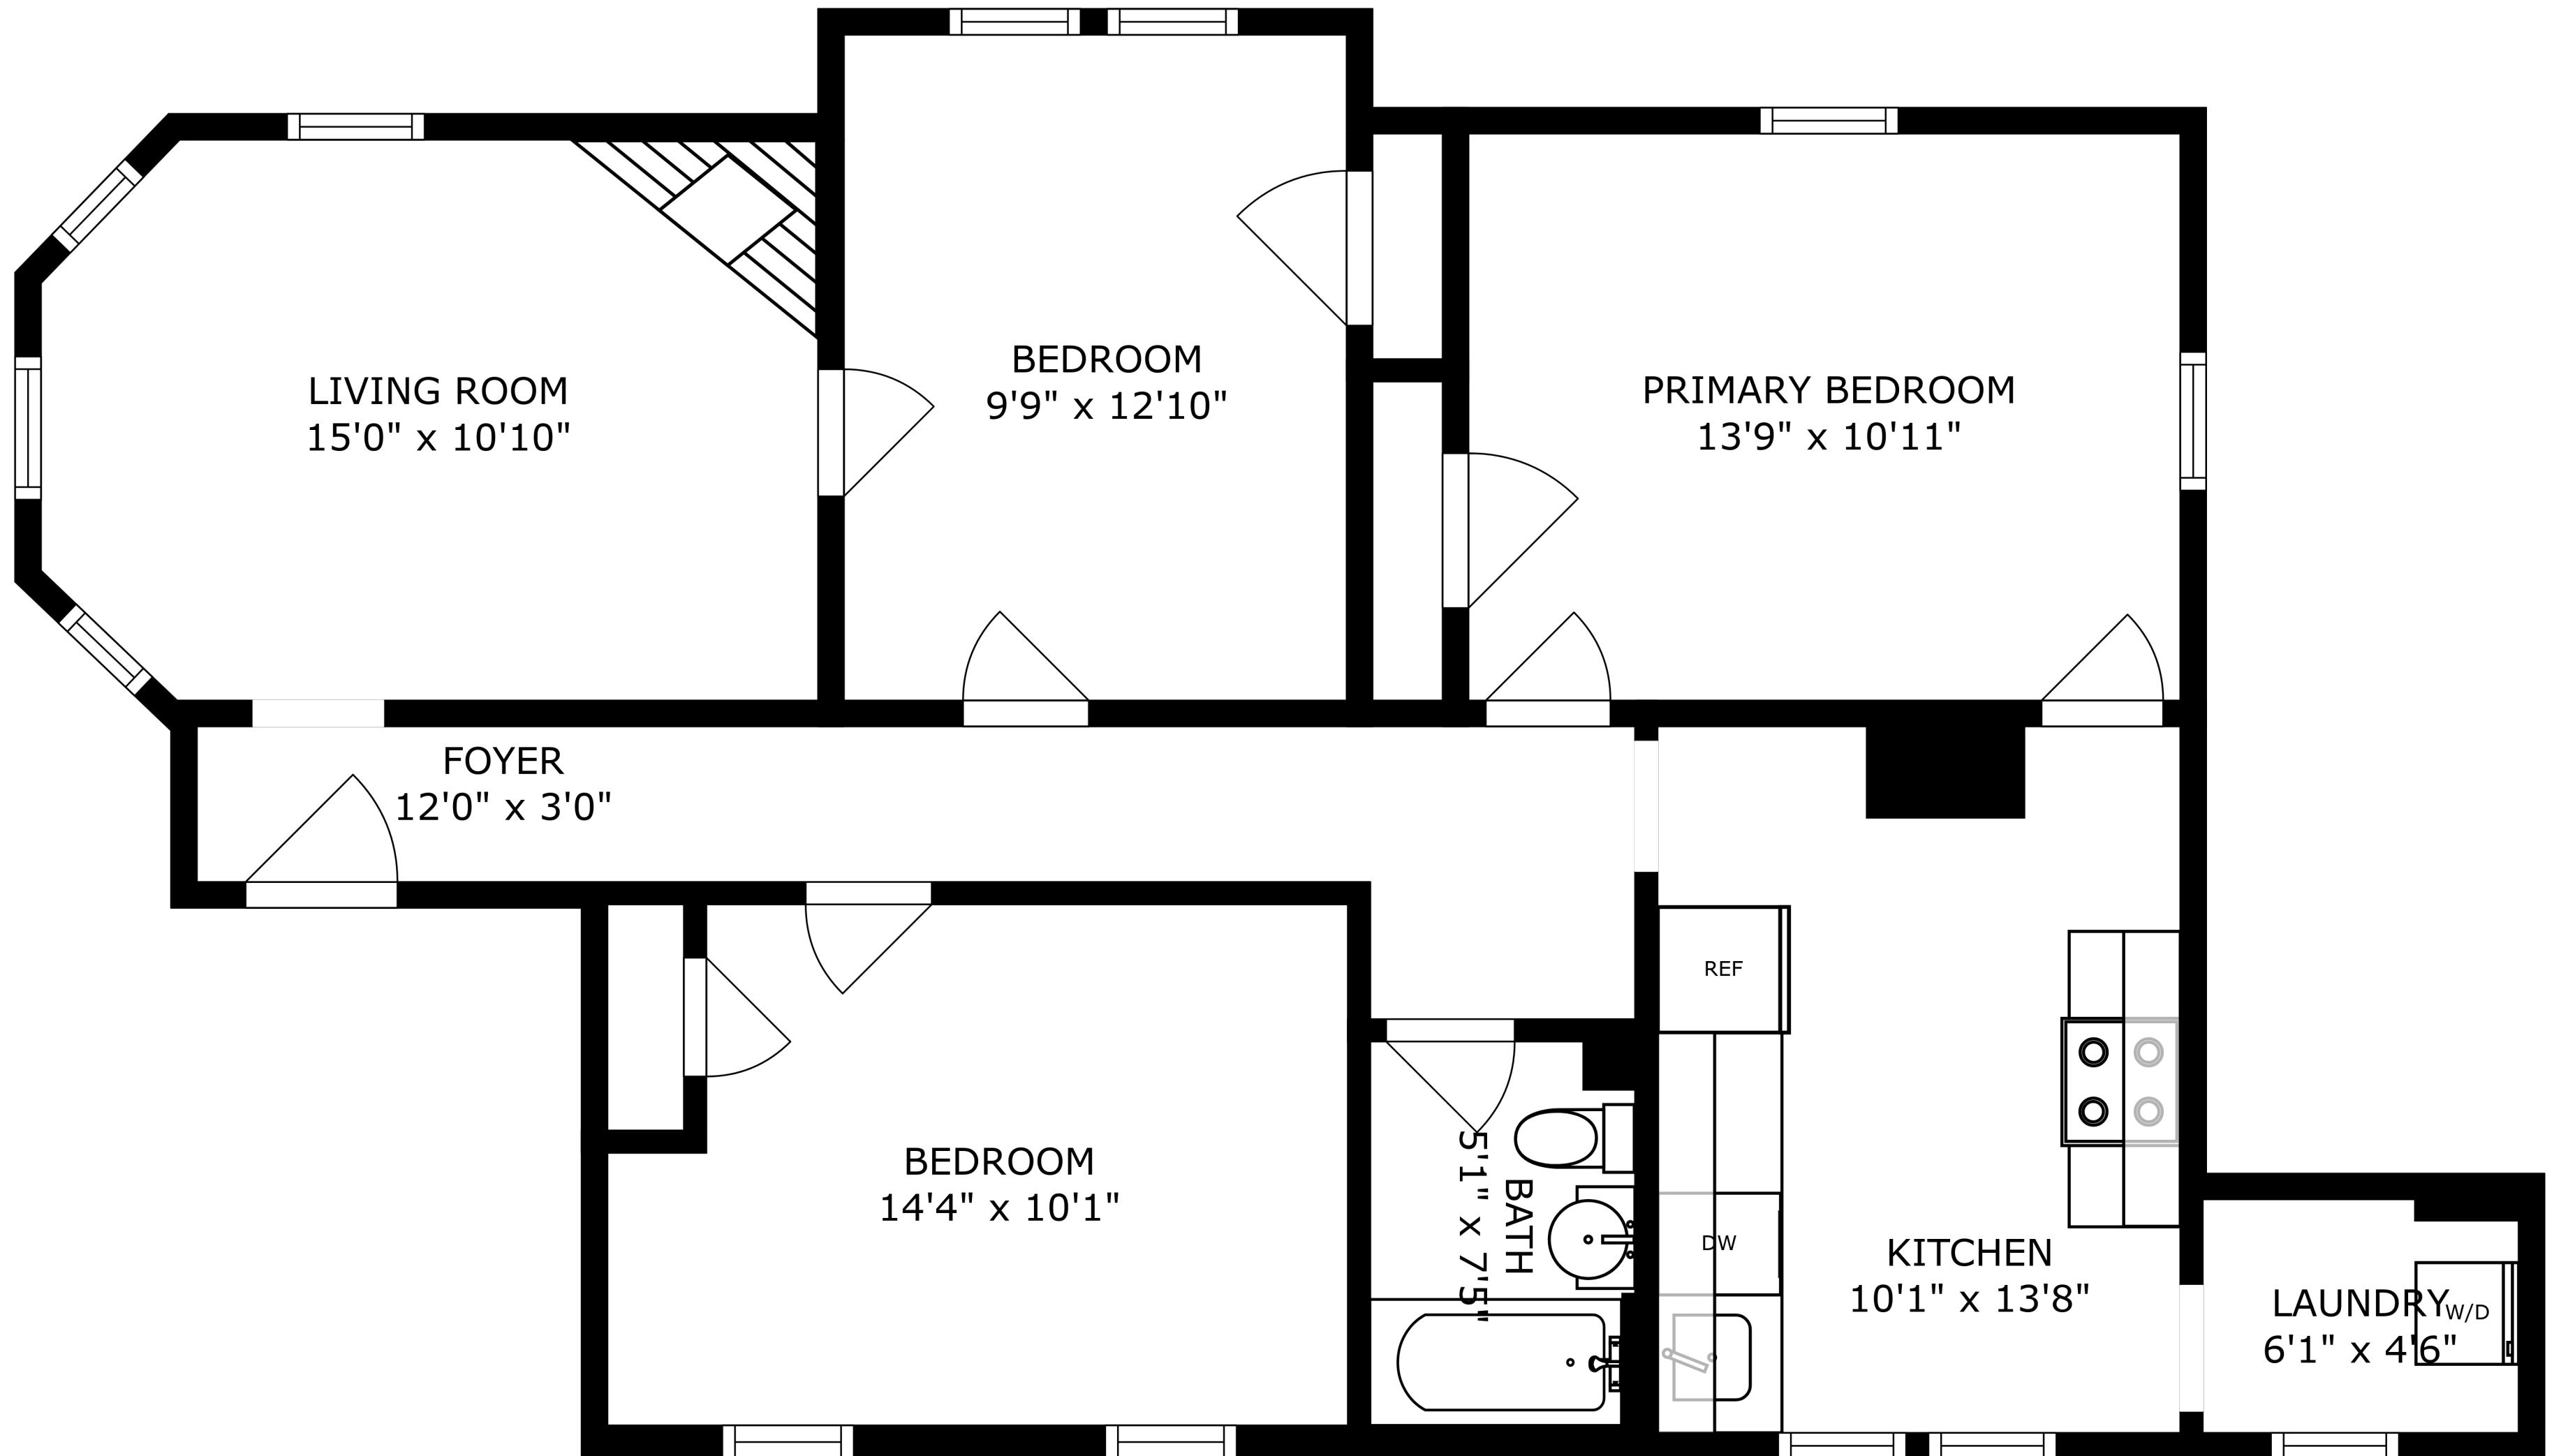 BEDROOM
9'9" x 12'10"
LIVING ROOM
15'0" x 10'10"
PRIMARY BEDROOM
13'9" x 10'11"
FOYER
12'0" x 3'0"
REF
BEDROOM
14'4" x 10'1"
BATH
5'1" x 7'5"
DW
KITCHEN
10'1" x 13'8"
LAUNDRY
6'1" x 4'6"
W/D